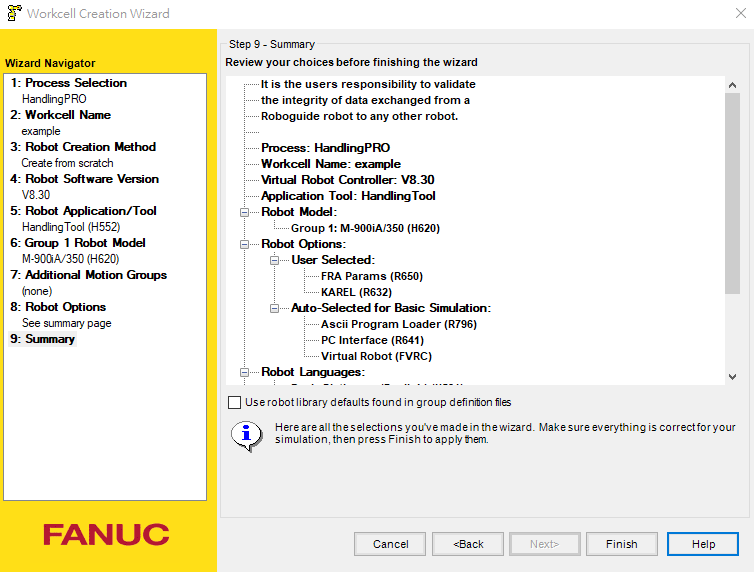 Workcell Creation Wizard
Wizard Navigator
1: Process Selection
HandlingPRO
2: Workcell Name
example
3: Robot Creation Method
Create from scratch
4: Robot Software Version
V8.30
5: Robot Application/Tool
HandlingTool (H552)
6: Group 1 Robot Model
M-900iA/350 (H620)
7: Additional Motion Groups
(none)
8: Robot Options
See summary page
9: Summary
FANUC
Step 9 - Summary
Review your choices before finishing the wizard
It is the users responsibility to validate
the integrity of data exchanged from a
Roboguide robot to any other robot.
Process: HandlingPRO
Workcell Name: example
Virtual Robot Controller: V8.30
Application Tool: HandlingTool
Robot Model:
Group 1: M-900iA/350 (H620)
Robot Options:
User Selected:
FRA Params (R650)
KAREL (R632)
Auto-Selected for Basic Simulation:
Ascii Program Loader (R796)
PC Interface (R641)
Virtual Robot (FVRC)
Robot Languages:
Use robot library defaults found in group definition files
Here are all the selections you've made in the wizard. Make sure everything is correct for your
simulation, then press Finish to apply them.
Cancel
<Back
Next>
Finish
Help